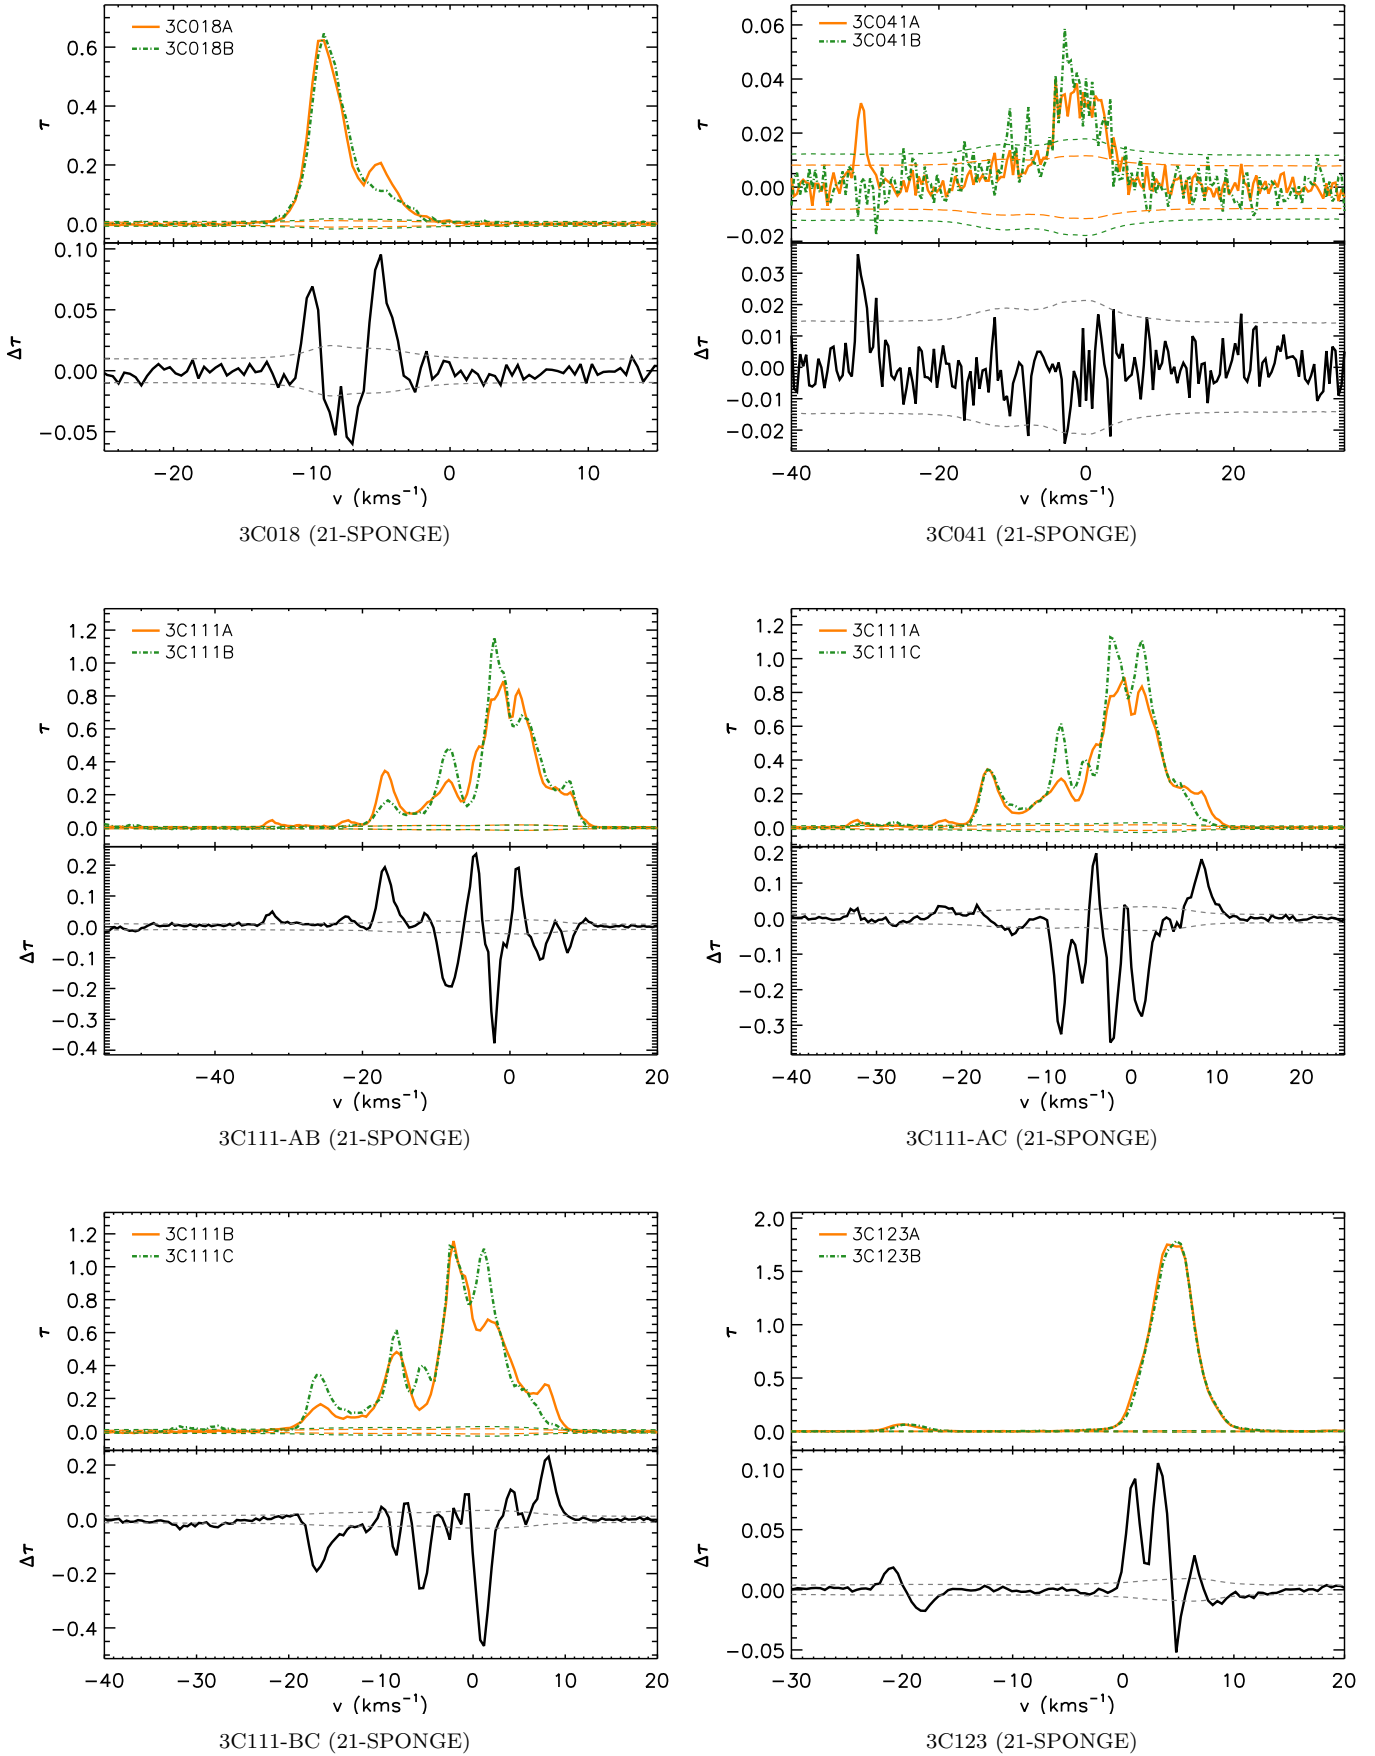 3C018A
3C018B
τ
0.6
0.4
0.2
0.0
Δτ
0.10
0.05
0.00
−0.05
−20 −10 0 10
v (kms⁻¹)
3C018 (21-SPONGE)
3C041A
3C041B
τ
0.06
0.04
0.02
0.00
−0.02
Δτ
0.03
0.02
0.01
0.00
−0.01
−0.02
−40 −20 0 20
v (kms⁻¹)
3C041 (21-SPONGE)
3C111A
3C111B
τ
1.2
1.0
0.8
0.6
0.4
0.2
0.0
Δτ
0.2
0.1
0.0
−0.1
−0.2
−0.3
−0.4
−40 −20 0 20
v (kms⁻¹)
3C111-AB (21-SPONGE)
3C111A
3C111C
τ
1.2
1.0
0.8
0.6
0.4
0.2
0.0
Δτ
0.2
0.1
0.0
−0.1
−0.2
−0.3
−40 −30 −20 −10 0 10 20
v (kms⁻¹)
3C111-AC (21-SPONGE)
3C111B
3C111C
τ
1.2
1.0
0.8
0.6
0.4
0.2
0.0
Δτ
0.2
0.0
−0.2
−0.4
−40 −30 −20 −10 0 10 20
v (kms⁻¹)
3C111-BC (21-SPONGE)
3C123A
3C123B
τ
2.0
1.5
1.0
0.5
0.0
Δτ
0.10
0.05
0.00
−0.05
−30 −20 −10 0 10 20
v (kms⁻¹)
3C123 (21-SPONGE)